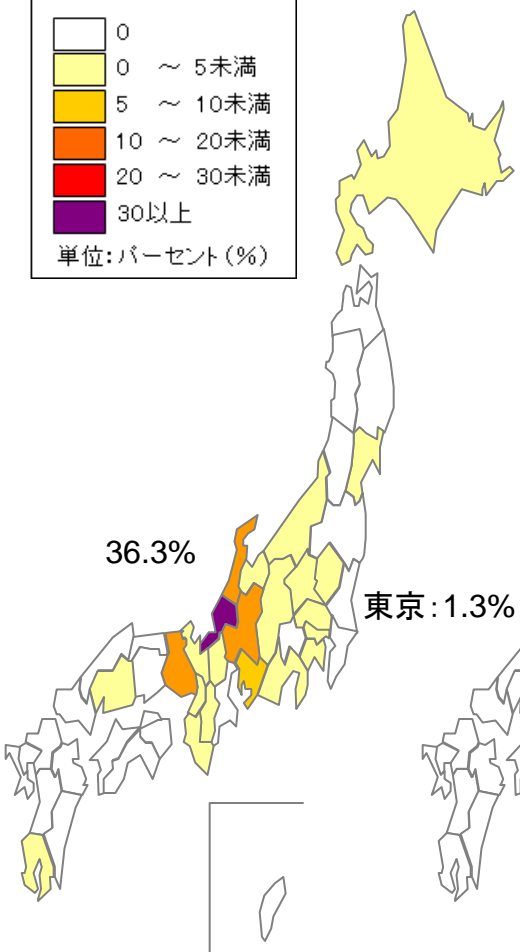 0
0 ～ 5未満
5 ～ 10未満
10 ～ 20未満
20 ～ 30未満
30以上
単位:パーセント(%)
36.3%
東京:1.3%